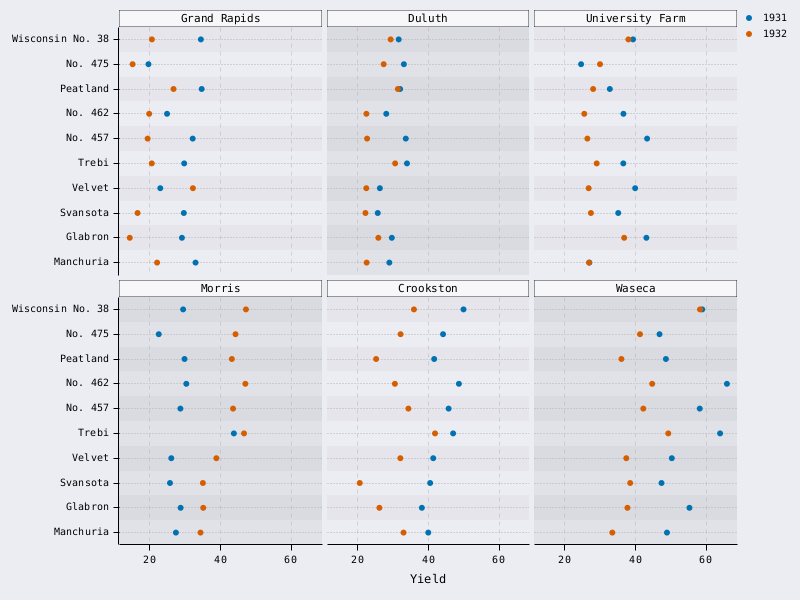 Grand Rapids Duluth University Farm
1931
1932
Wisconsin No. 38
No. 475
Peatland
No. 462
No. 457
Trebi
Velvet
Svansota
Glabron
Manchuria
Morris Crookston Waseca
Wisconsin No. 38
No. 475
Peatland
No. 462
No. 457
Trebi
Velvet
Svansota
Glabron
Manchuria
20 40 60 20 40 60 20 40 60
Yield